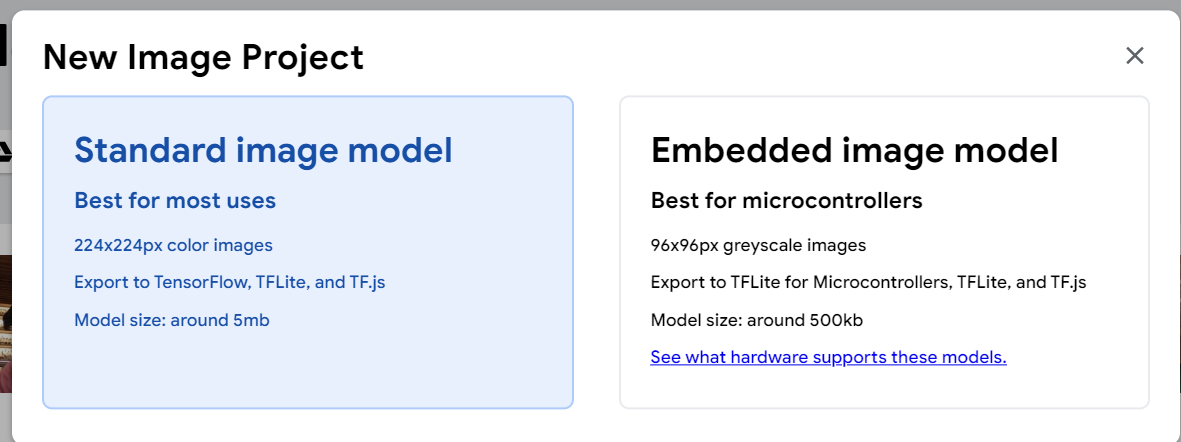 New Image Project
Standard image model
Best for most uses
224x224px color images
Export to TensorFlow, TFLite, and TF.js
Model size: around 5mb
Embedded image model
Best for microcontrollers
96x96px greyscale images
Export to TFLite for Microcontrollers, TFLite, and TF.js
Model size: around 500kb
See what hardware supports these models.